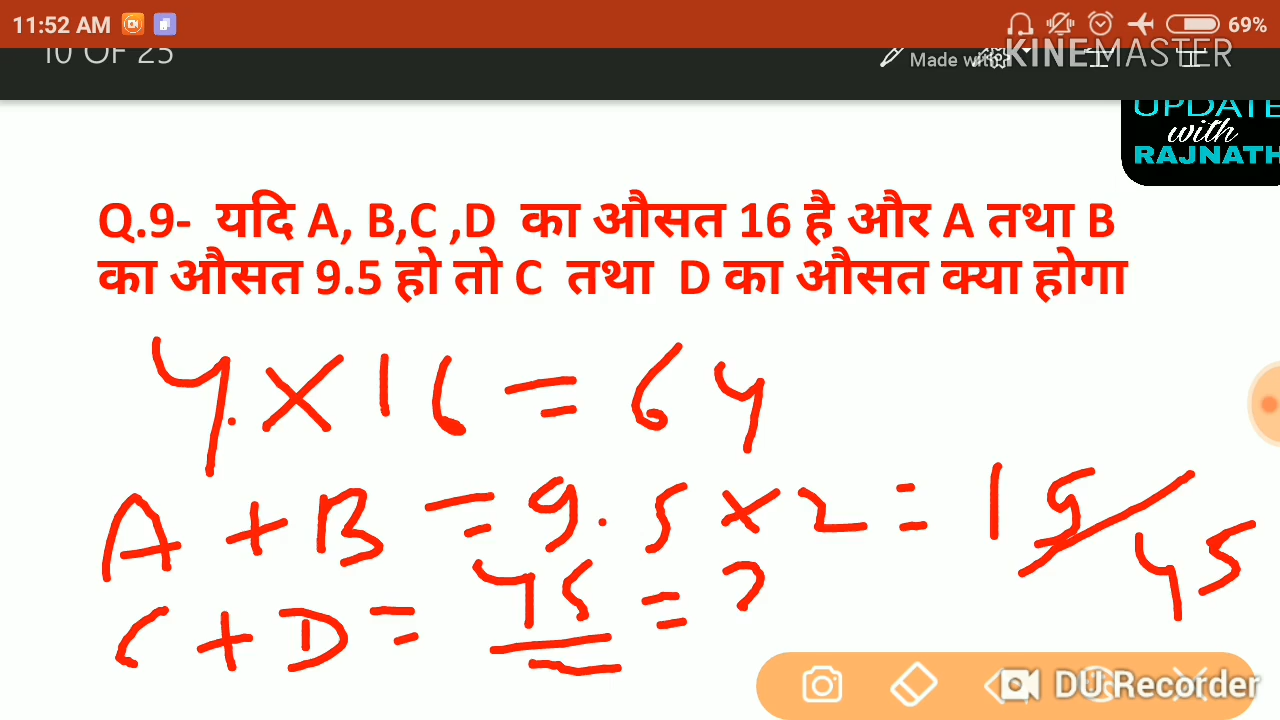 11:52 AM 69%
10 OF 25
Made with KINEMASTER
UPDATE
with
RAJNATH
Q.9- यदि A, B,C ,D का औसत 16 है और A तथा B
का औसत 9.5 हो तो C तथा D का औसत क्या होगा
4 × 16 = 64
A + B = 9.5 × 2 = 19 / 45
C + D = 45 =
DU Recorder